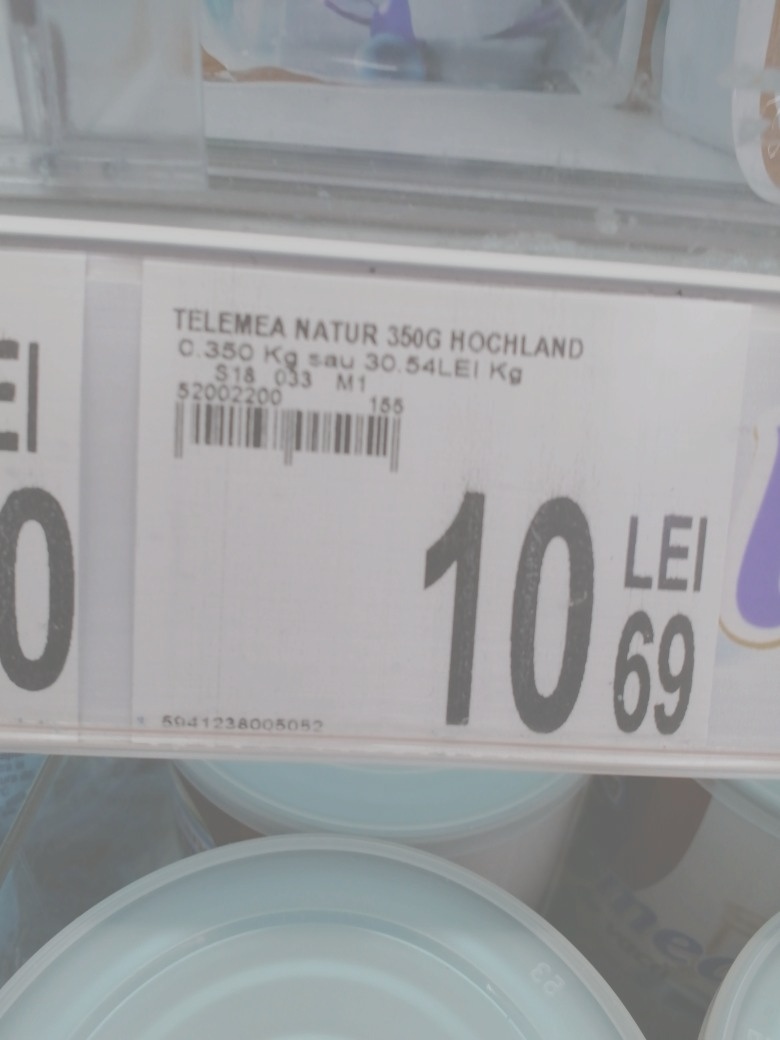 EI
0
TELEMEA NATUR 350G HOCHLAND
0.350 Kg sau 30.54LEI Kg
S18 033 M1
52002200 155
10 LEI
69
5941238005052
53